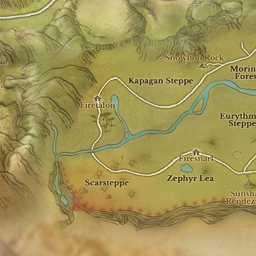 Snowlion Rock
Kapagan Steppe
Morin
Fores
Firetalon
Eurythm
Steppe
Firesnarl
Scarsteppe
Zephyr Lea
Sunsha
Rendez